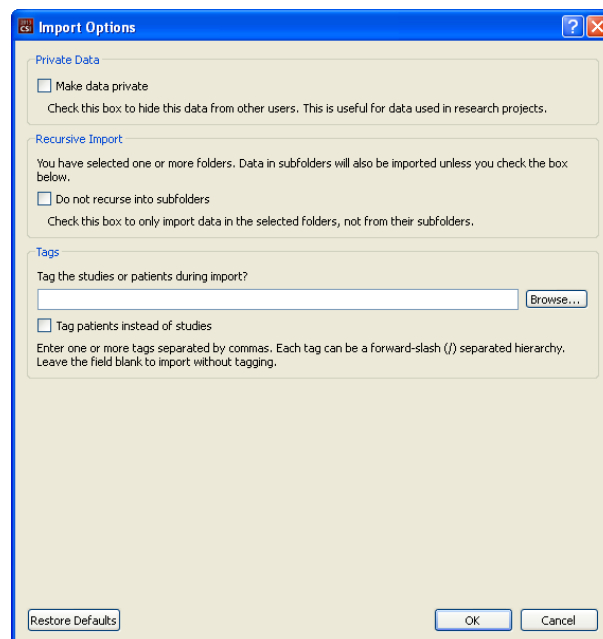 2015
CSI Import Options
Private Data
Make data private
Check this box to hide this data from other users. This is useful for data used in research projects.
Recursive Import
You have selected one or more folders. Data in subfolders will also be imported unless you check the box
below.
Do not recurse into subfolders
Check this box to only import data in the selected folders, not from their subfolders.
Tags
Tag the studies or patients during import?
Browse...
Tag patients instead of studies
Enter one or more tags separated by commas. Each tag can be a forward-slash (/) separated hierarchy.
Leave the field blank to import without tagging.
Restore Defaults OK Cancel